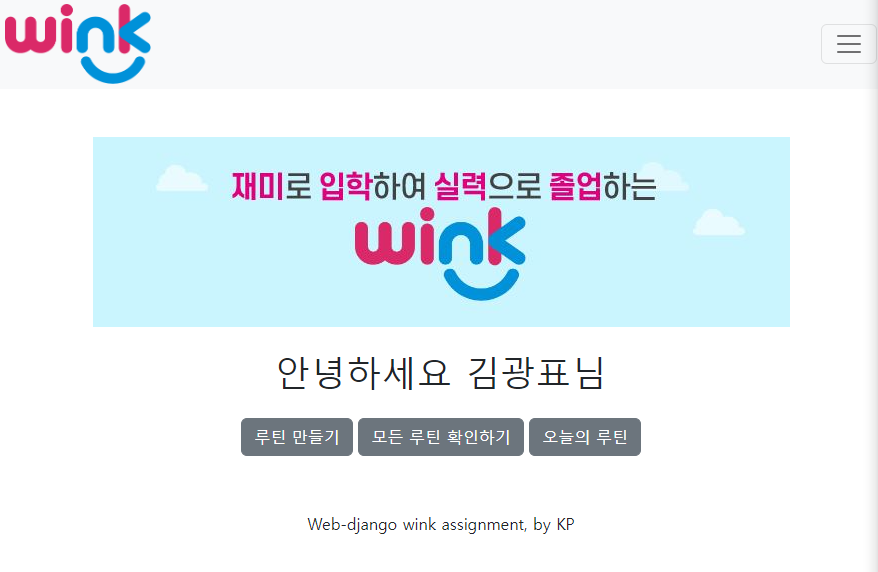 wink
재미로 입학하여 실력으로 졸업하는
wink
안녕하세요 김광표님
루틴 만들기 모든 루틴 확인하기 오늘의 루틴
Web-django wink assignment, by KP